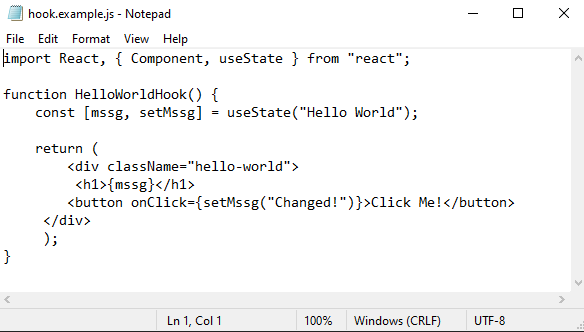 hook.example.js - Notepad
File Edit Format View Help
import React, { Component, useState } from "react";

function HelloWorldHook() {
    const [mssg, setMssg] = useState("Hello World");

    return (
        <div className="hello-world">
         <h1>{mssg}</h1>
        <button onClick={setMssg("Changed!")}>Click Me!</button>
     </div>
     );
}
Ln 1, Col 1 100% Windows (CRLF) UTF-8